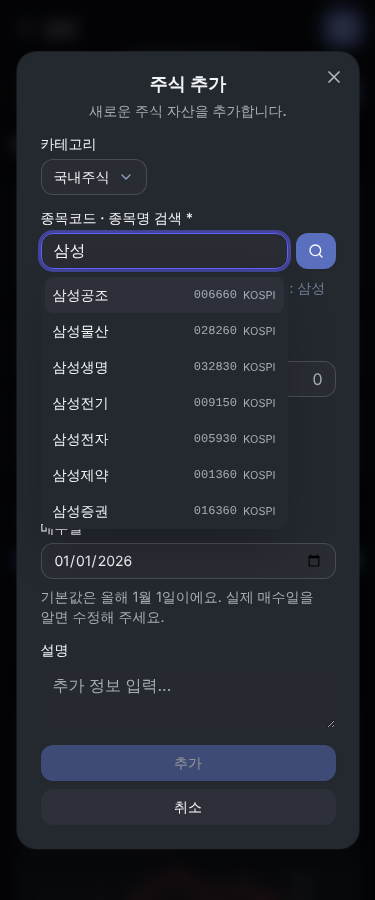 주식 추가
새로운 주식 자산을 추가합니다.
카테고리
국내주식
종목코드 · 종목명 검색 *
삼성
: 삼성
삼성공조 006660 KOSPI
삼성물산 028260 KOSPI
삼성생명 032830 KOSPI
0
삼성전기 009150 KOSPI
삼성전자 005930 KOSPI
삼성제약 001360 KOSPI
삼성증권 016360 KOSPI
매수일
01/01/2026
기본값은 올해 1월 1일이에요. 실제 매수일을
알면 수정해 주세요.
설명
추가 정보 입력...
추가
취소